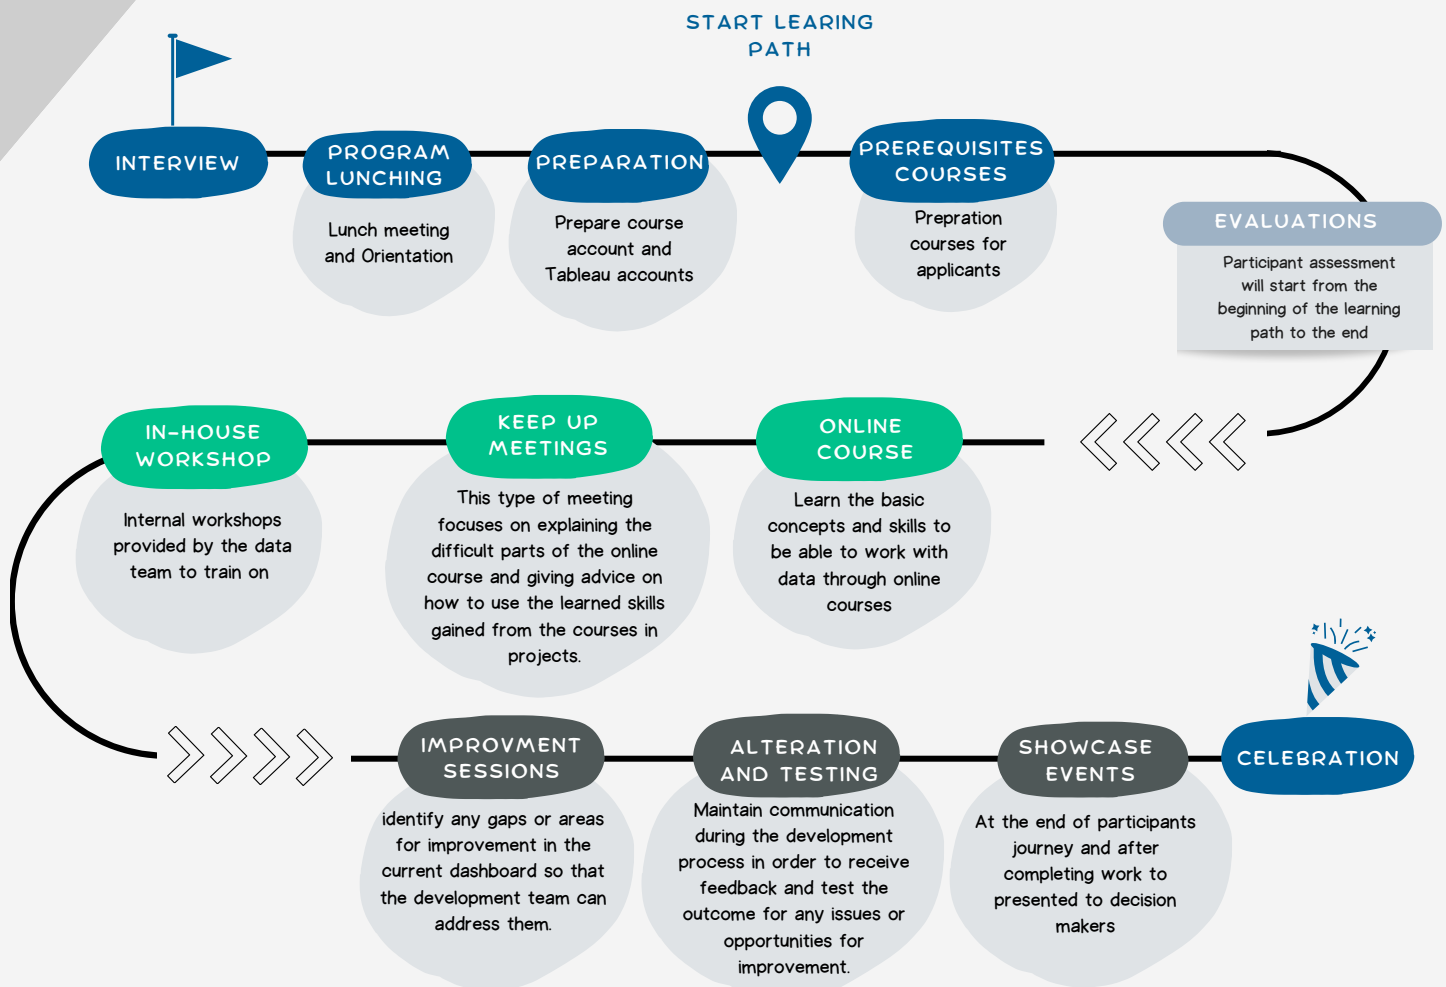 START LEARING
PATH
INTERVIEW
PROGRAM
LUNCHING
Lunch meeting
and Orientation
PREPARATION
Prepare course
account and
Tableau accounts
PREREQUISITES
COURSES
Prepration
courses for
applicants
EVALUATIONS
Participant assessment
will start from the
beginning of the learning
path to the end
ONLINE
COURSE
Learn the basic
concepts and skills to
be able to work with
data through online
courses
KEEP UP
MEETINGS
This type of meeting
focuses on explaining the
difficult parts of the online
course and giving advice on
how to use the learned skills
gained from the courses in
projects.
IN-HOUSE
WORKSHOP
Internal workshops
provided by the data
team to train on
IMPROVMENT
SESSIONS
identify any gaps or areas
for improvement in the
current dashboard so that
the development team can
address them.
ALTERATION
AND TESTING
Maintain communication
during the development
process in order to receive
feedback and test the
outcome for any issues or
opportunities for
improvement.
SHOWCASE
EVENTS
At the end of participants
journey and after
completing work to
presented to decision
makers
CELEBRATION